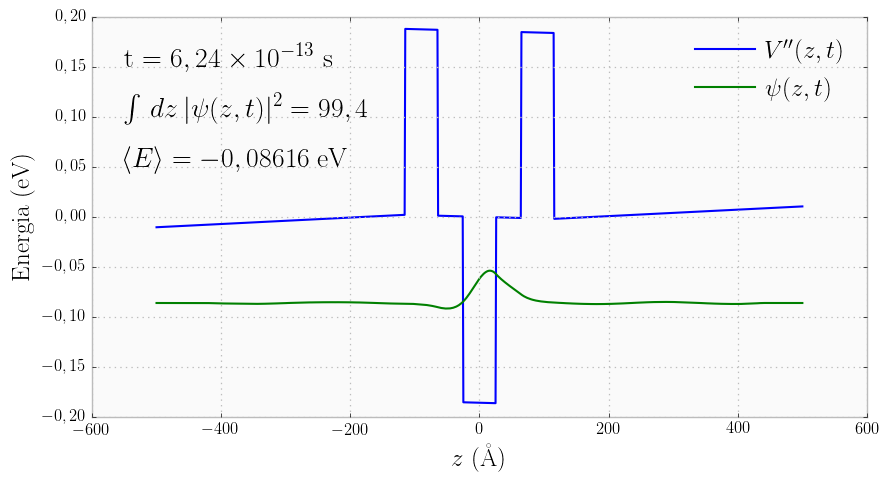 0,20
0,15
0,10
0,05
0,00
−0,05
−0,10
−0,15
−0,20
Energia (eV)
t = 6,24 × 10⁻¹³ s
∫ dz |ψ(z, t)|² = 99,4
⟨E⟩ = −0,08616 eV
V′′(z, t)
ψ(z, t)
−600 −400 −200 0 200 400 600
z (Å)